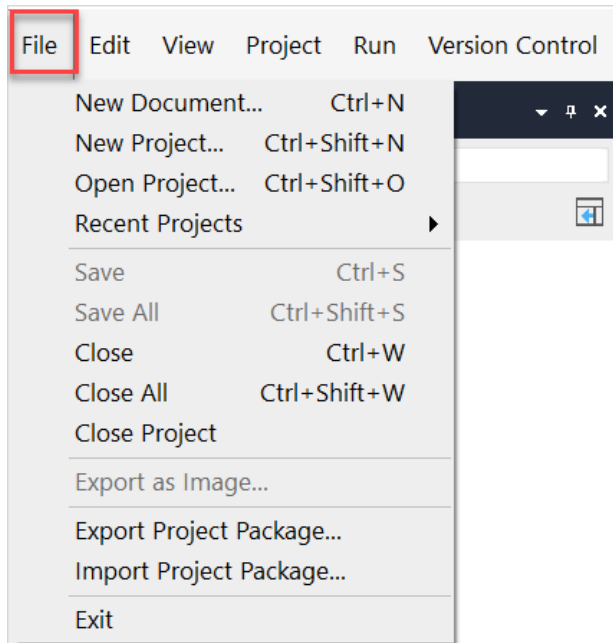 File Edit View Project Run Version Control
New Document... Ctrl+N
New Project... Ctrl+Shift+N
Open Project... Ctrl+Shift+O
Recent Projects
Save Ctrl+S
Save All Ctrl+Shift+S
Close Ctrl+W
Close All Ctrl+Shift+W
Close Project
Export as Image...
Export Project Package...
Import Project Package...
Exit